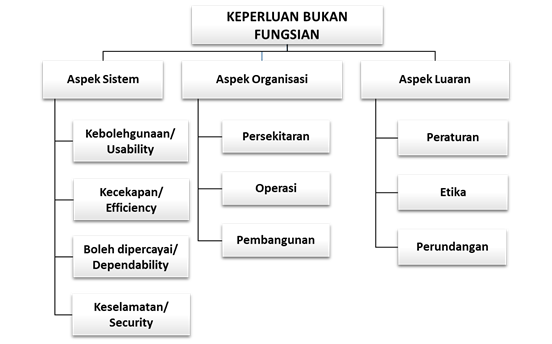 KEPERLUAN BUKAN
FUNGSIAN
Aspek Sistem
Aspek Organisasi
Aspek Luaran
Kebolehgunaan/
Usability
Kecekapan/
Efficiency
Boleh dipercayai/
Dependability
Keselamatan/
Security
Persekitaran
Operasi
Pembangunan
Peraturan
Etika
Perundangan